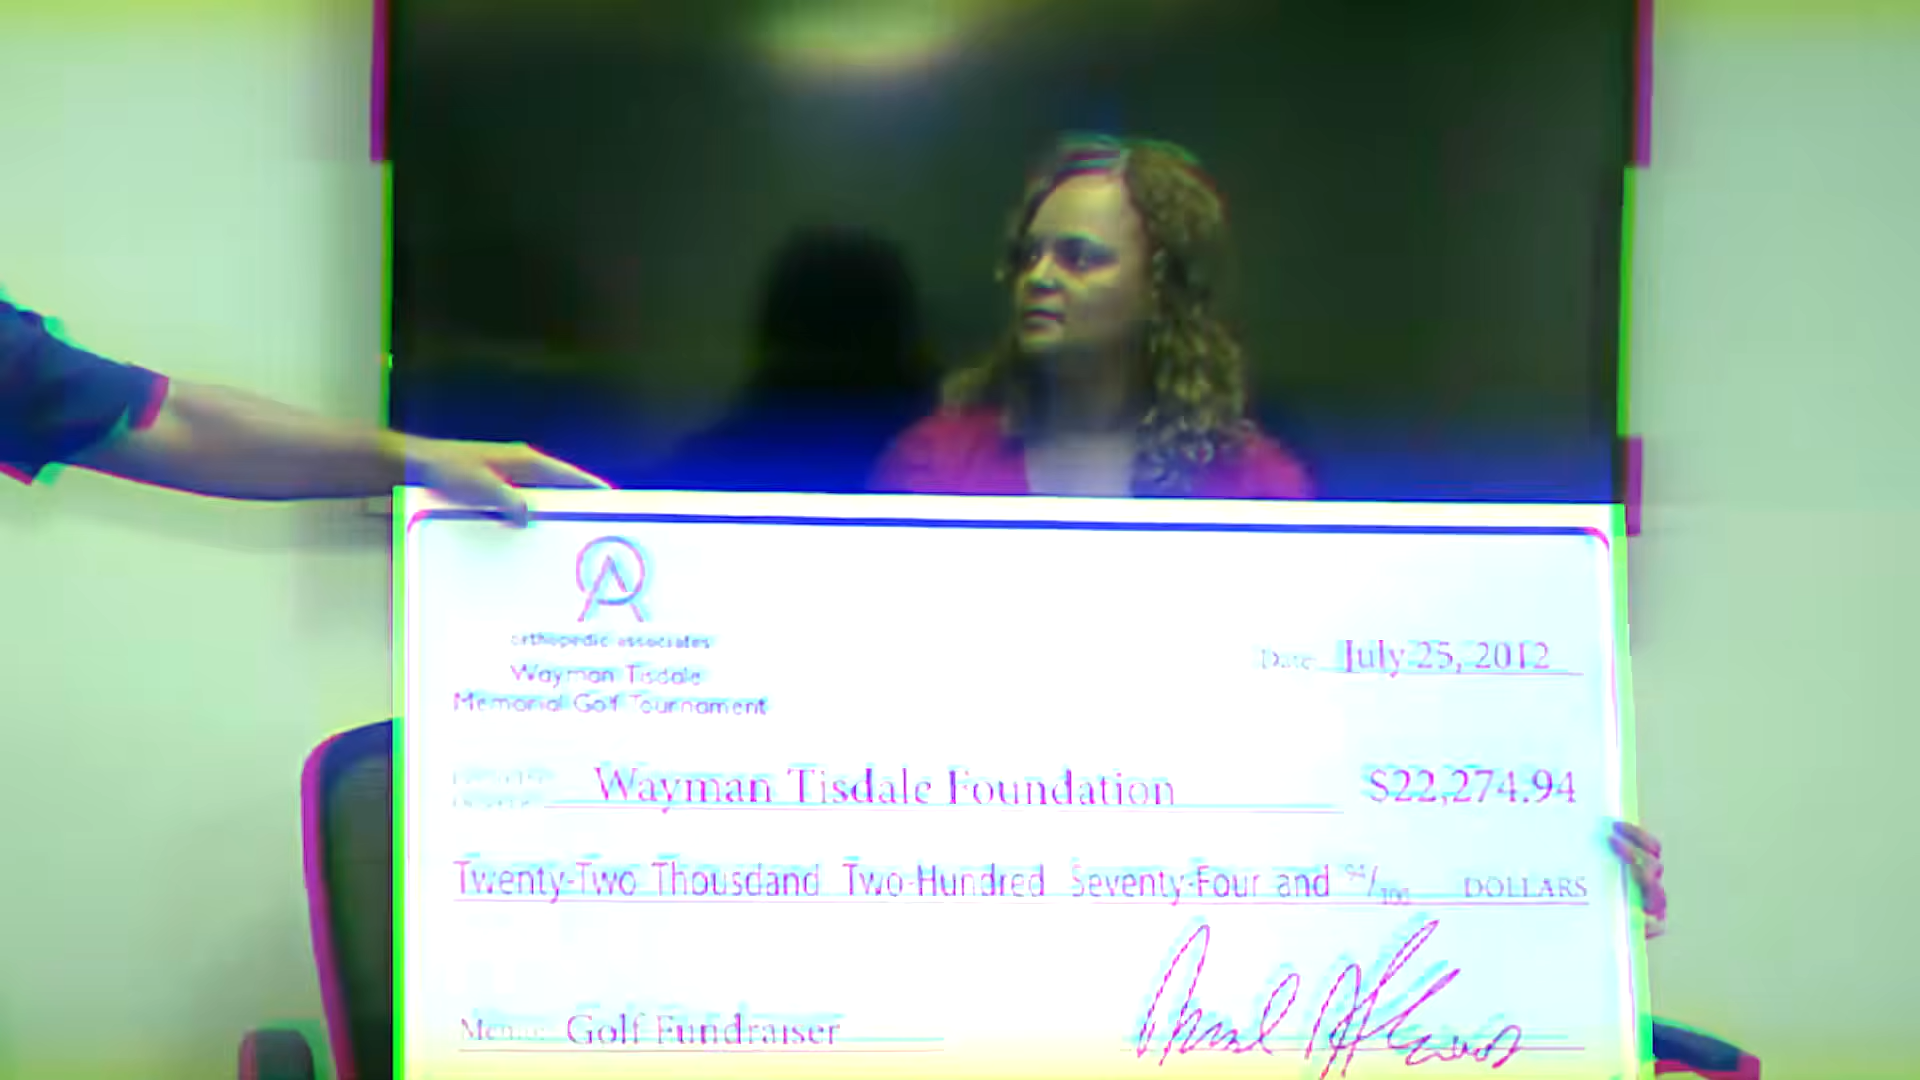 orthopedic associates
Wayman Tisdale
Memorial Golf Tournament
Date July 25, 2012
Wayman Tisdale Foundation $22,274.94
Twenty-Two Thousdand Two-Hundred Seventy-Four and 94/100 DOLLARS
Memo Golf Fundraiser